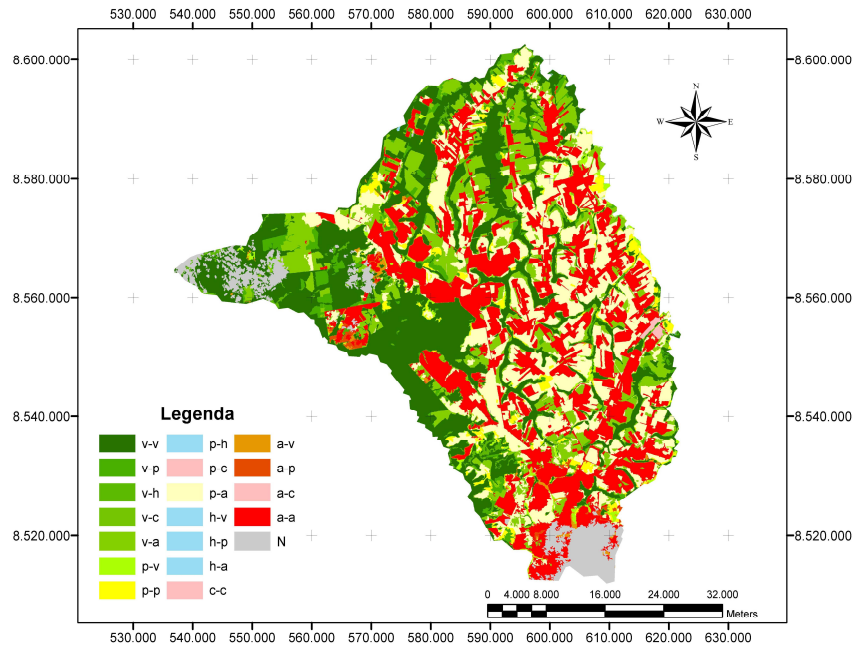 530.000 540.000 550.000 560.000 570.000 580.000 590.000 600.000 610.000 620.000 630.000
8.600.000 8.600.000
N
W E
S
8.580.000 8.580.000
8.560.000 8.560.000
8.540.000 8.540.000
Legenda
v-v p-h a-v
v-p p-c a-p
v-h p-a a-c
v-c h-v a-a
v-a h-p N
p-v h-a
p-p c-c
8.520.000 8.520.000
0 4.000 8.000 16.000 24.000 32.000
Meters
530.000 540.000 550.000 560.000 570.000 580.000 590.000 600.000 610.000 620.000 630.000